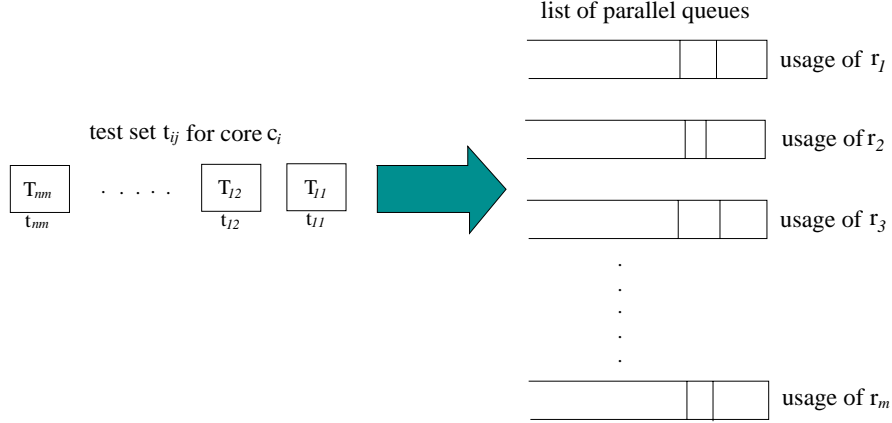 list of parallel queues
usage of r1
test set tij for core ci
usage of r2
Tnm . . . . . T12 T11
tnm t12 t11
usage of r3
.
.
.
.
.
usage of rm